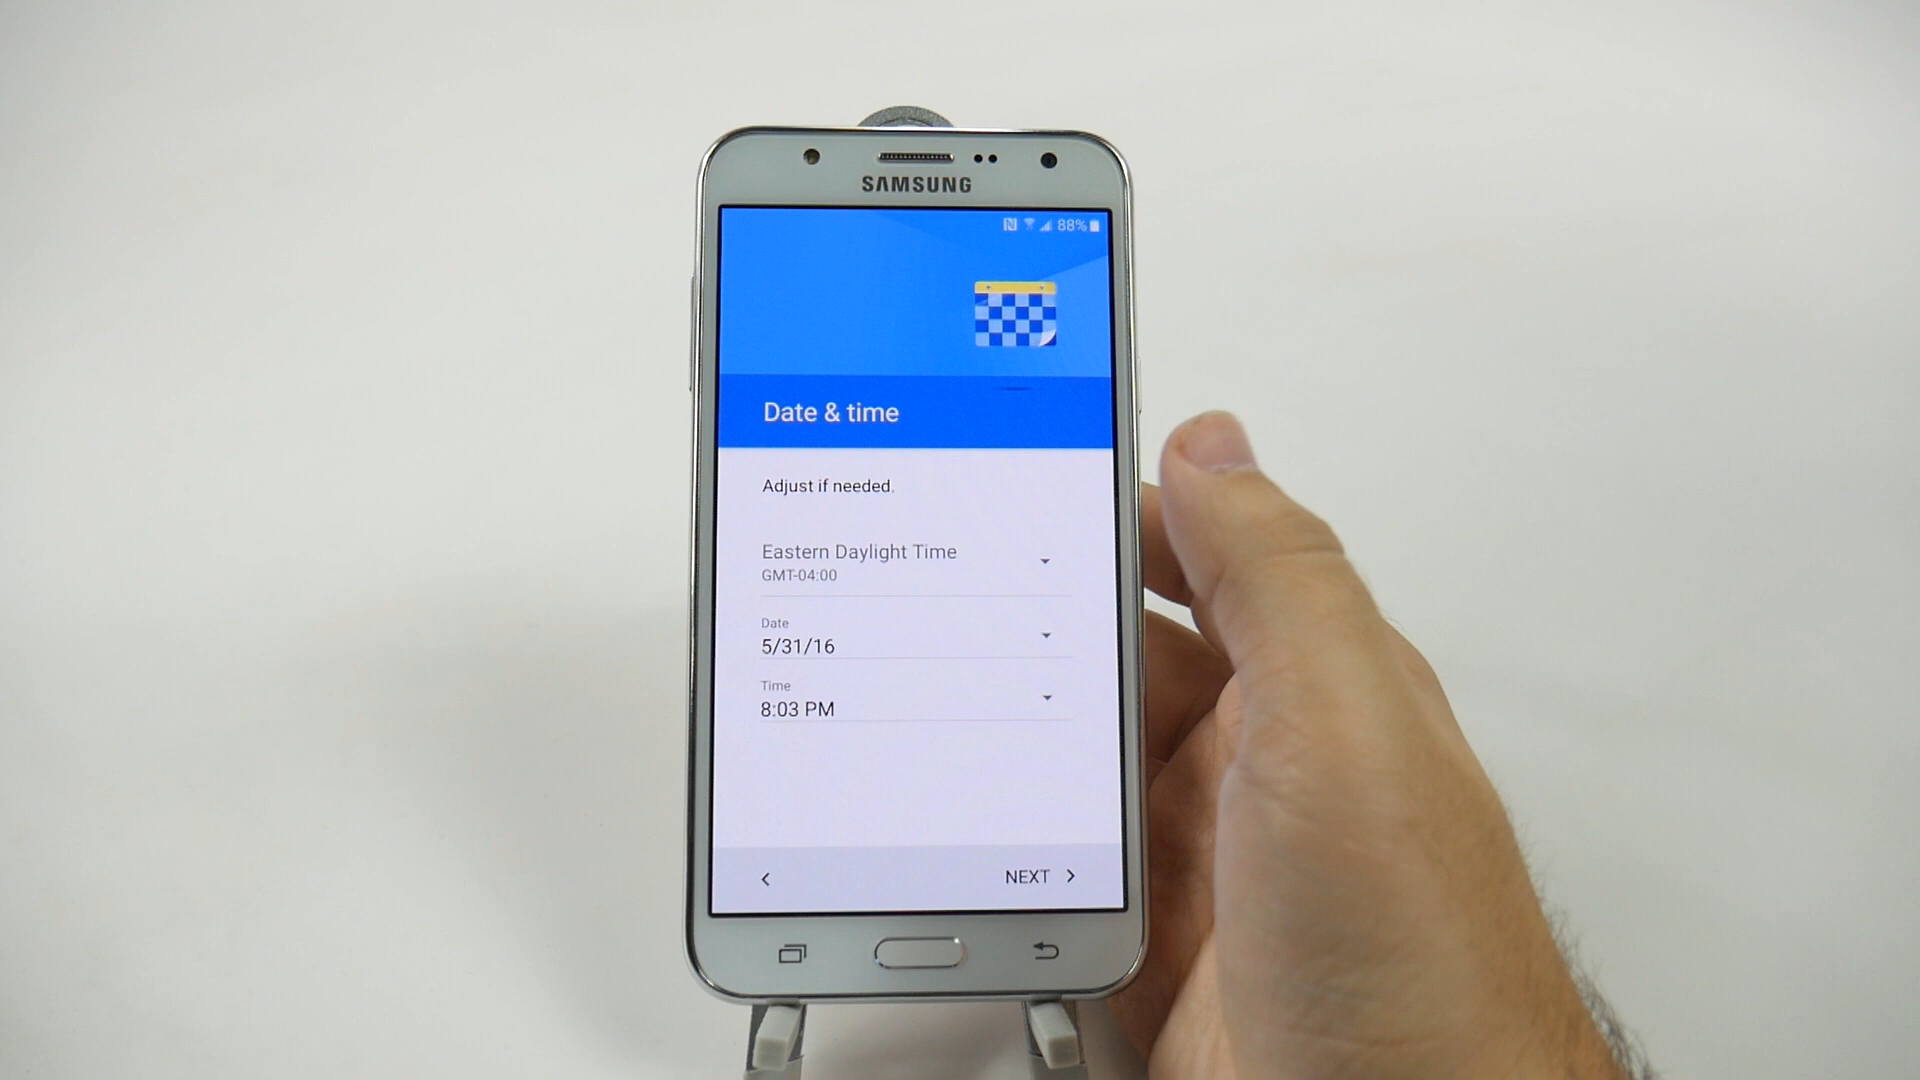 SAMSUNG
88%
Date & time
Adjust if needed.
Eastern Daylight Time
GMT-04:00
Date
5/31/16
Time
8:03 PM
NEXT